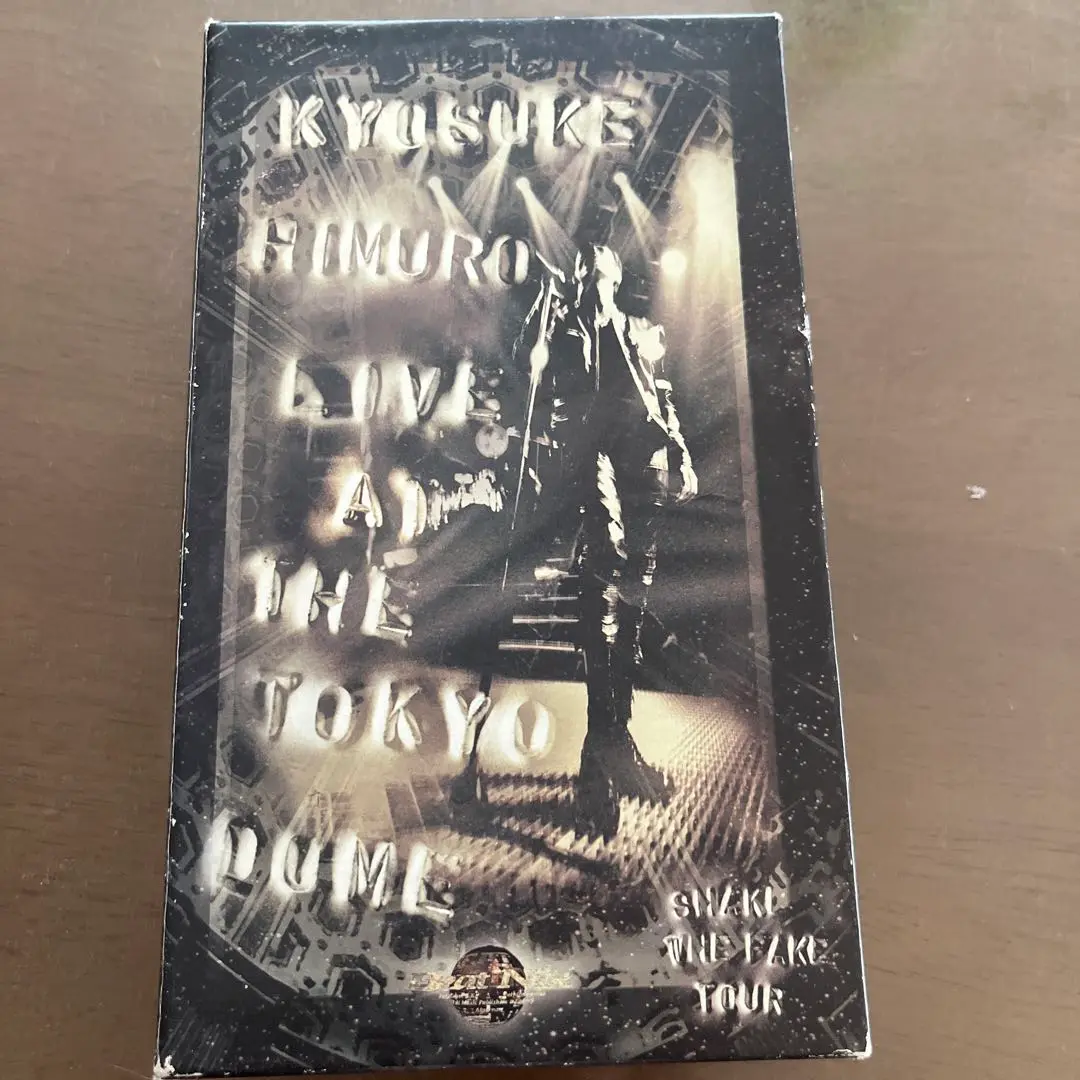 KYOSUKE
HIMURO
LIVE
AT
THE
TOKYO
DOME
SHAKE
THE FAKE
TOUR